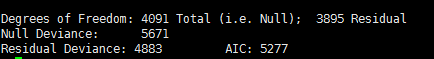 Degrees of Freedom: 4091 Total (i.e. Null);  3895 Residual
Null Deviance:      5671
Residual Deviance: 4883         AIC: 5277